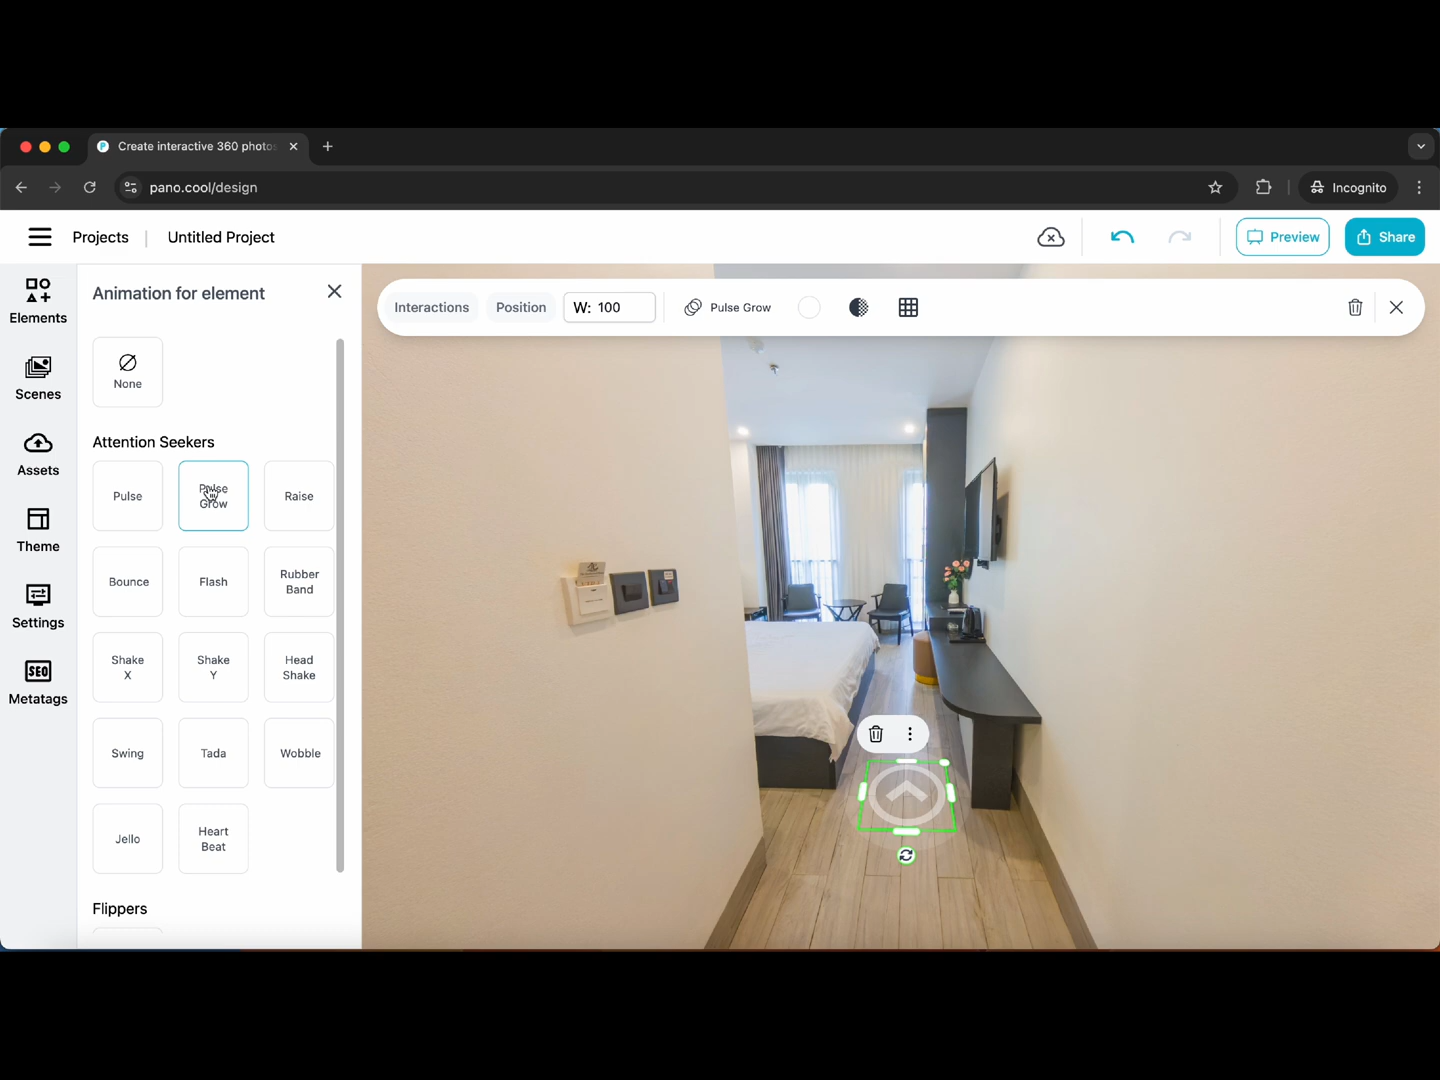 Create interactive 360 photos
pano.cool/design
Incognito
Projects | Untitled Project
Preview
Share
Elements
Scenes
Assets
Theme
Settings
SEO
Metatags
Animation for element
None
Attention Seekers
Pulse
Pulse
Grow
Raise
Bounce
Flash
Rubber
Band
Shake
X
Shake
Y
Head
Shake
Swing
Tada
Wobble
Jello
Heart
Beat
Flippers
Interactions
Position
W: 100
Pulse Grow